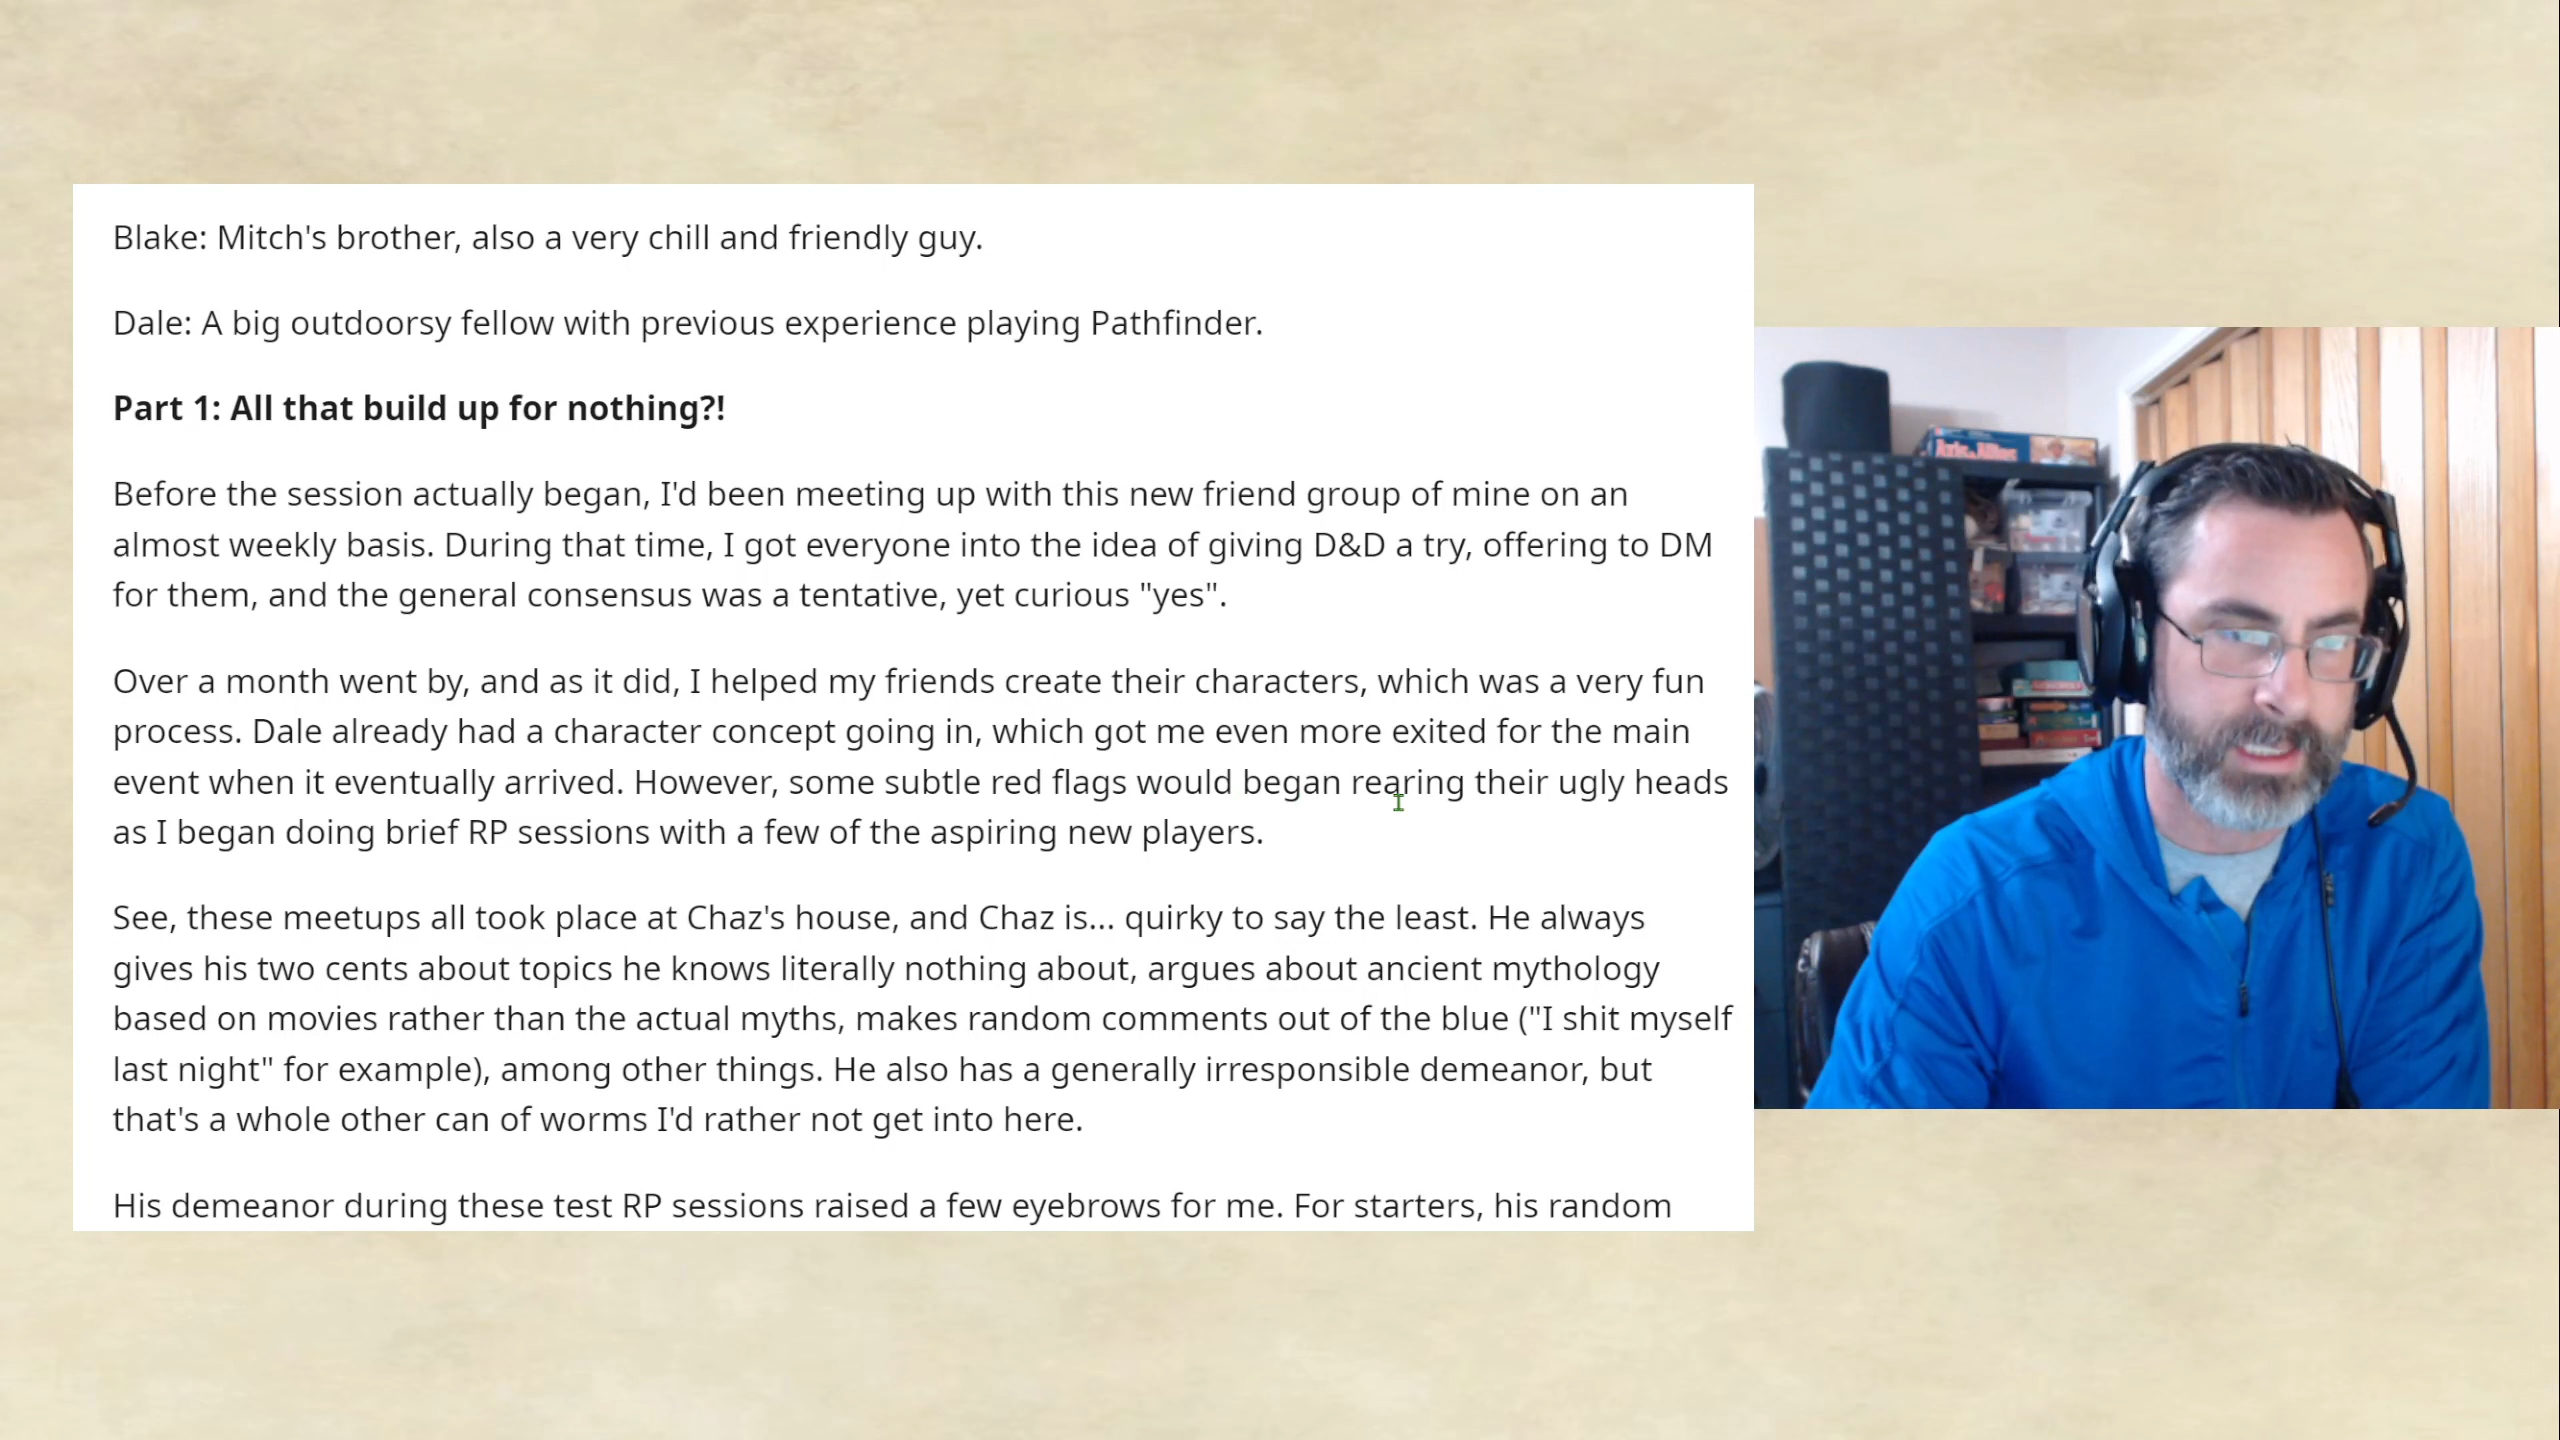 Blake: Mitch's brother, also a very chill and friendly guy.
Dale: A big outdoorsy fellow with previous experience playing Pathfinder.
Part 1: All that build up for nothing?!
Before the session actually began, I'd been meeting up with this new friend group of mine on an
almost weekly basis. During that time, I got everyone into the idea of giving D&D a try, offering to DM
for them, and the general consensus was a tentative, yet curious "yes".
Over a month went by, and as it did, I helped my friends create their characters, which was a very fun
process. Dale already had a character concept going in, which got me even more exited for the main
event when it eventually arrived. However, some subtle red flags would began rearing their ugly heads
as I began doing brief RP sessions with a few of the aspiring new players.
See, these meetups all took place at Chaz's house, and Chaz is... quirky to say the least. He always
gives his two cents about topics he knows literally nothing about, argues about ancient mythology
based on movies rather than the actual myths, makes random comments out of the blue ("I shit myself
last night" for example), among other things. He also has a generally irresponsible demeanor, but
that's a whole other can of worms I'd rather not get into here.
His demeanor during these test RP sessions raised a few eyebrows for me. For starters, his random
Axis & Allies